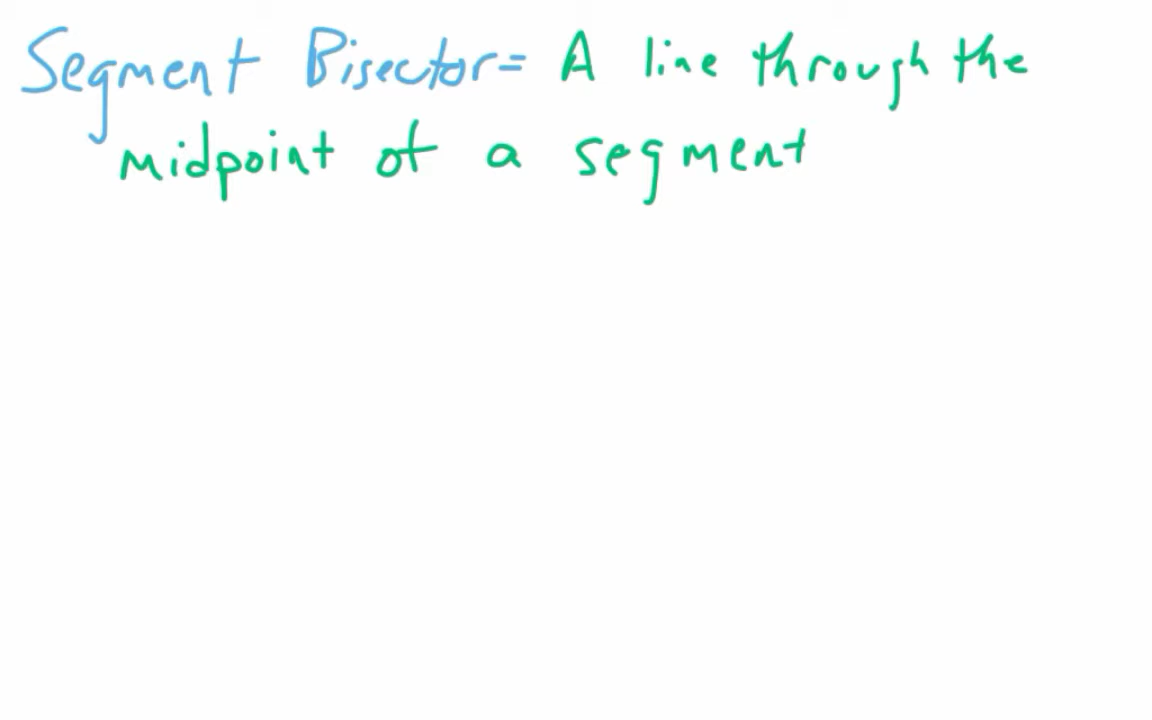 Segment Bisector= A line through the
midpoint of a segment